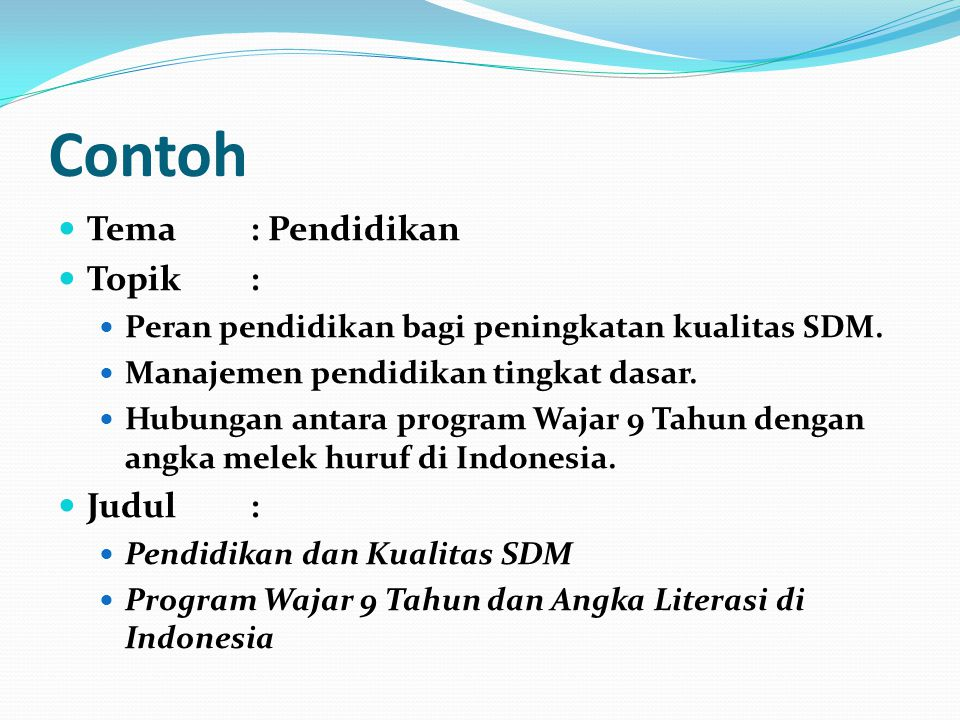 Contoh
Tema : Pendidikan
Topik :
Peran pendidikan bagi peningkatan kualitas SDM.
Manajemen pendidikan tingkat dasar.
Hubungan antara program Wajar 9 Tahun dengan
angka melek huruf di Indonesia.
Judul :
Pendidikan dan Kualitas SDM
Program Wajar 9 Tahun dan Angka Literasi di
Indonesia